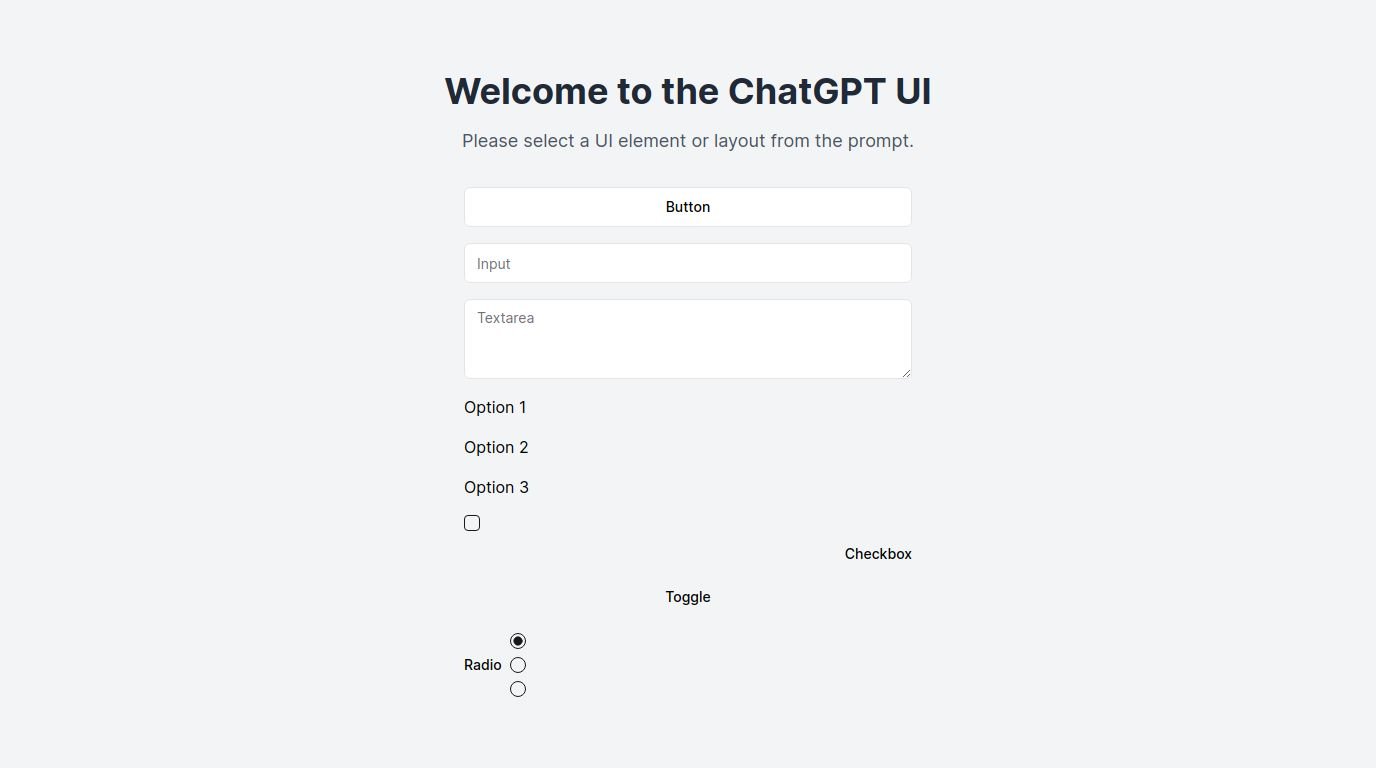 Welcome to the ChatGPT UI
Please select a UI element or layout from the prompt.
Button
Input
Textarea
Option 1
Option 2
Option 3
Checkbox
Toggle
Radio